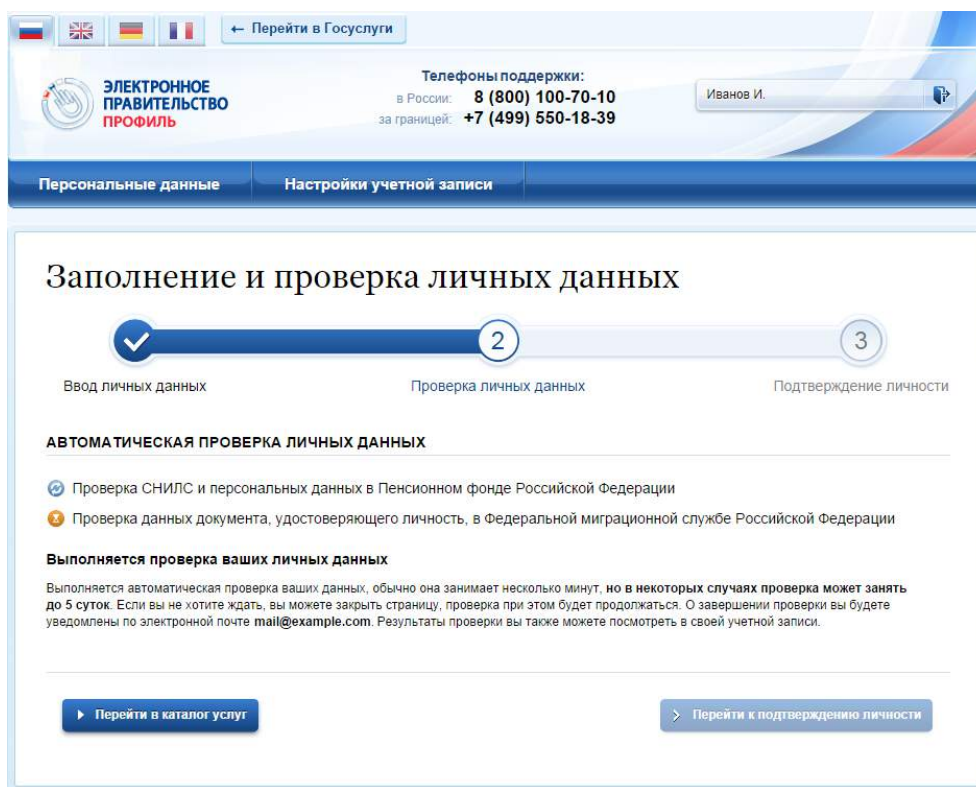 ← Перейти в Госуслуги
ЭЛЕКТРОННОЕ
ПРАВИТЕЛЬСТВО
ПРОФИЛЬ
Телефоны поддержки:
в России: 8 (800) 100-70-10
за границей: +7 (499) 550-18-39
Иванов И.
Персональные данные Настройки учетной записи
Заполнение и проверка личных данных
2 3
Ввод личных данных Проверка личных данных Подтверждение личности
АВТОМАТИЧЕСКАЯ ПРОВЕРКА ЛИЧНЫХ ДАННЫХ
Проверка СНИЛС и персональных данных в Пенсионном фонде Российской Федерации
Проверка данных документа, удостоверяющего личность, в Федеральной миграционной службе Российской Федерации
Выполняется проверка ваших личных данных
Выполняется автоматическая проверка ваших данных, обычно она занимает несколько минут, но в некоторых случаях проверка может занять
до 5 суток. Если вы не хотите ждать, вы можете закрыть страницу, проверка при этом будет продолжаться. О завершении проверки вы будете
уведомлены по электронной почте mail@example.com. Результаты проверки вы также можете посмотреть в своей учетной записи.
Перейти в каталог услуг Перейти к подтверждению личности